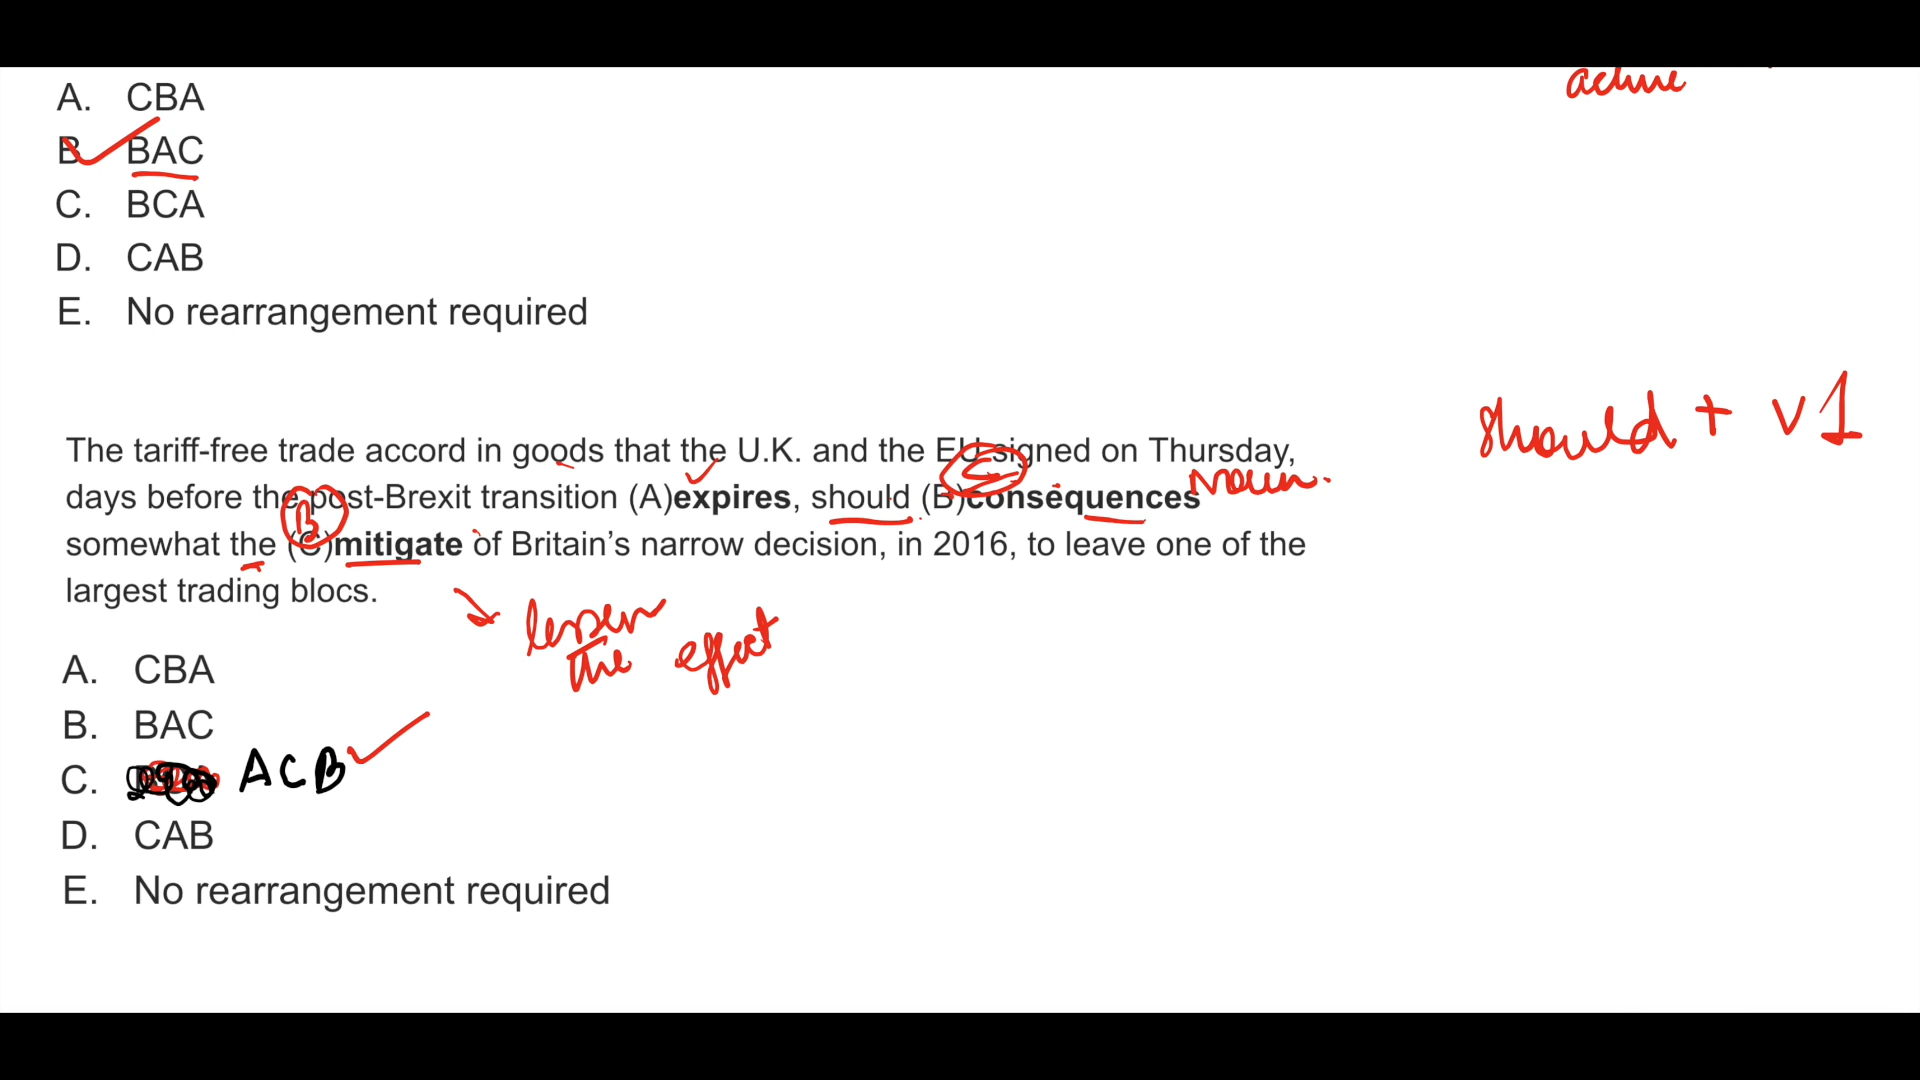 active
A. CBA
B BAC
C. BCA
D. CAB
E. No rearrangement required
should + v1
The tariff-free trade accord in goods that the U.K. and the EU signed on Thursday,
Noun.
days before the post-Brexit transition (A)expires, should (B)consequences
C
B
somewhat the (C)mitigate of Britain’s narrow decision, in 2016, to leave one of the
largest trading blocs.
lessen
the effect
A. CBA
B. BAC
C. ACB
D. CAB
E. No rearrangement required